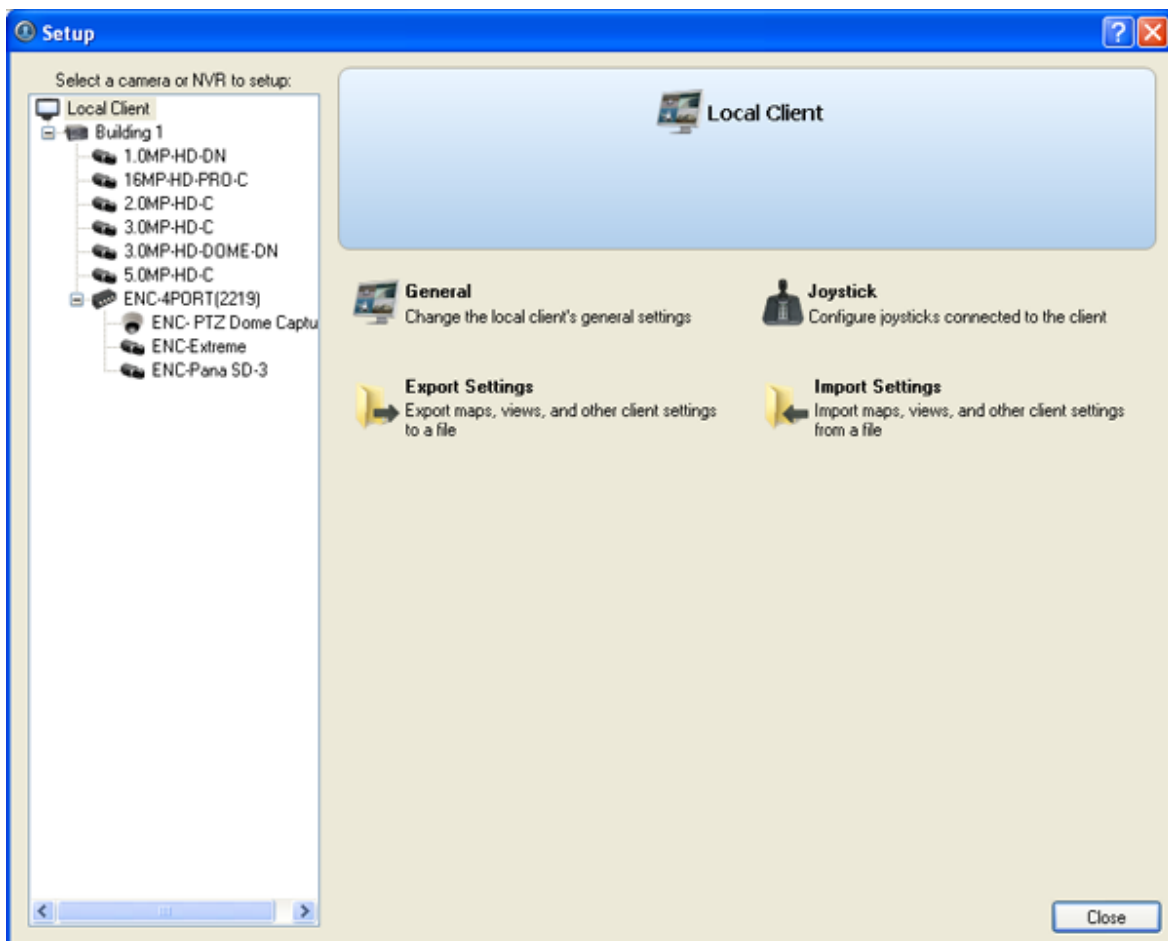 Setup
Select a camera or NVR to setup:
Local Client
Building 1
1.0MP-HD-DN
16MP-HD-PRO-C
2.0MP-HD-C
3.0MP-HD-C
3.0MP-HD-DOME-DN
5.0MP-HD-C
ENC-4PORT(2219)
ENC- PTZ Dome Captu
ENC-Extreme
ENC-Pana SD-3
Local Client
General
Change the local client's general settings
Joystick
Configure joysticks connected to the client
Export Settings
Export maps, views, and other client settings
to a file
Import Settings
Import maps, views, and other client settings
from a file
Close